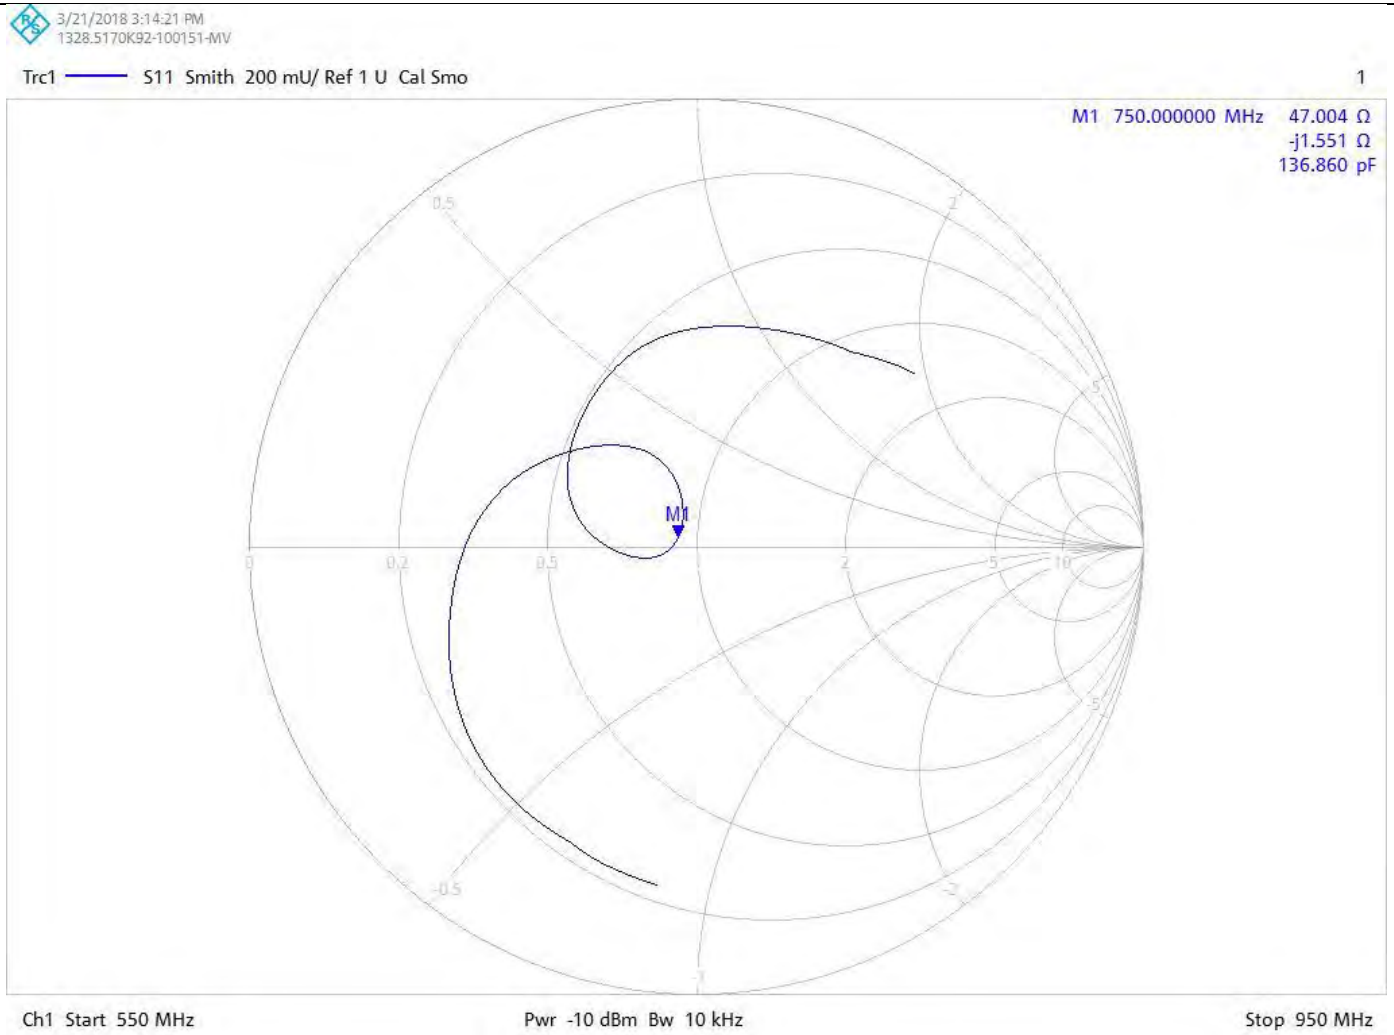 R&S 3/21/2018 3:14:21 PM
1328.5170K92-100151-MV
Trc1 S11 Smith 200 mU/ Ref 1 U Cal Smo 1
M1 750.000000 MHz 47.004 Ω
-j1.551 Ω
136.860 pF
0.5 2
5
M1
0 0.2 0.5 1 2 5 10
-5
-0.5 -2
-1
Ch1 Start 550 MHz Pwr -10 dBm Bw 10 kHz Stop 950 MHz